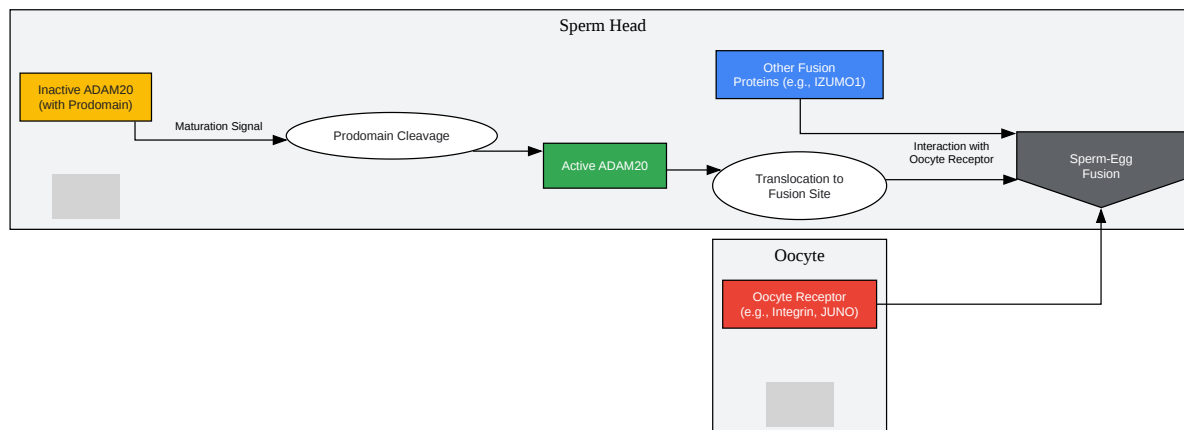 Sperm Head
Inactive ADAM20
(with Prodomain)
Maturation Signal
Prodomain Cleavage
Active ADAM20
Other Fusion
Proteins (e.g., IZUMO1)
Translocation to
Fusion Site
Interaction with
Oocyte Receptor
Sperm-Egg
Fusion
Oocyte
Oocyte Receptor
(e.g., Integrin, JUNO)